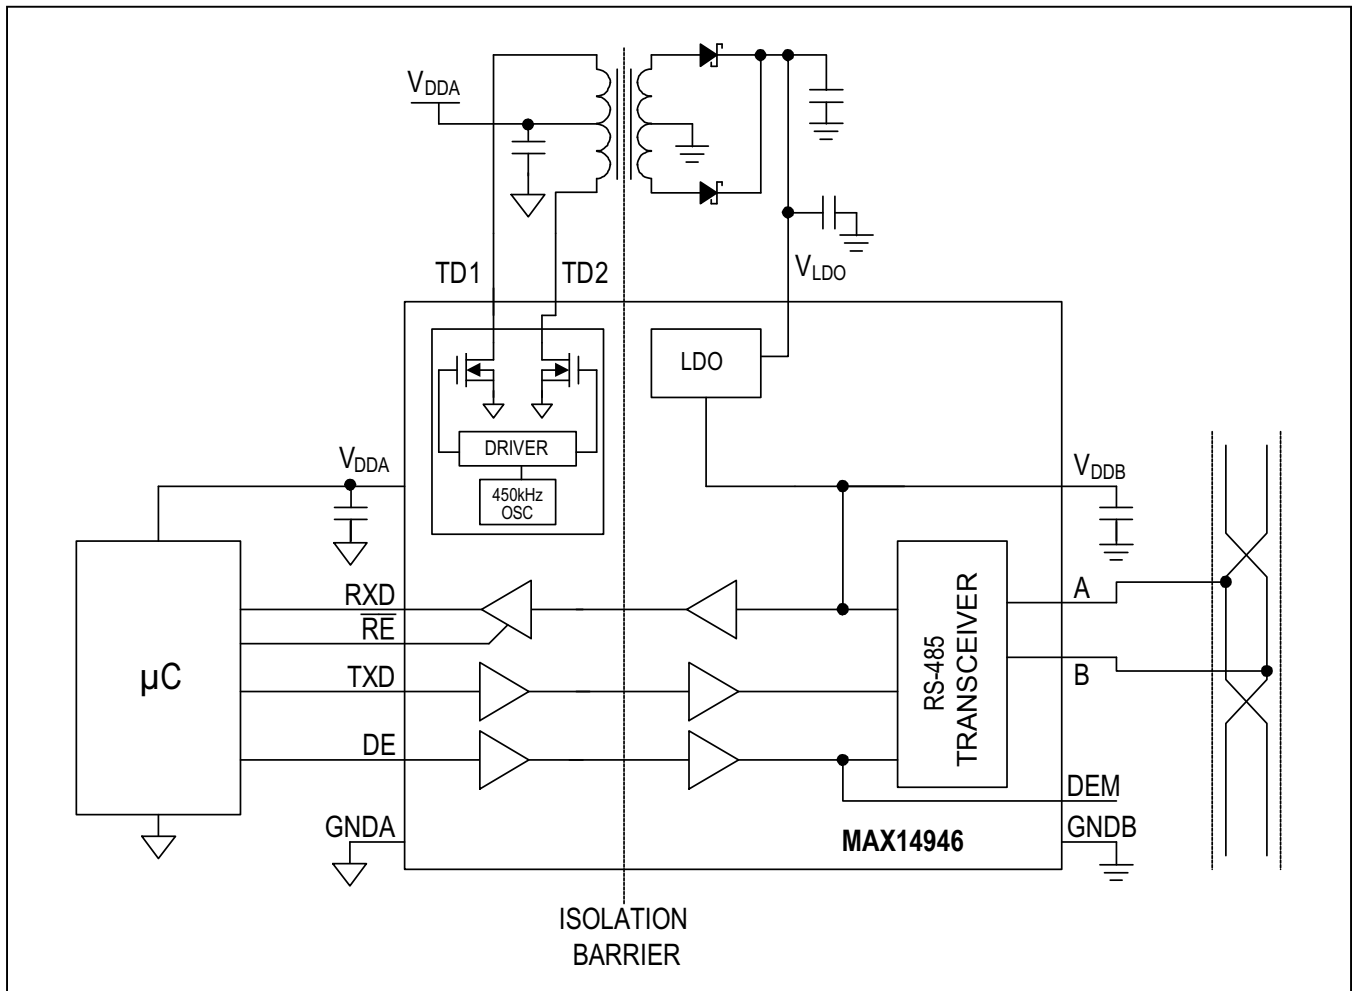 VDDA
TD1
TD2
VLDO
LDO
DRIVER
450kHz
OSC
VDDA
VDDB
RXD
RE
TXD
DE
GNDA
µC
RS-485
TRANSCEIVER
A
B
DEM
GNDB
MAX14946
ISOLATION
BARRIER